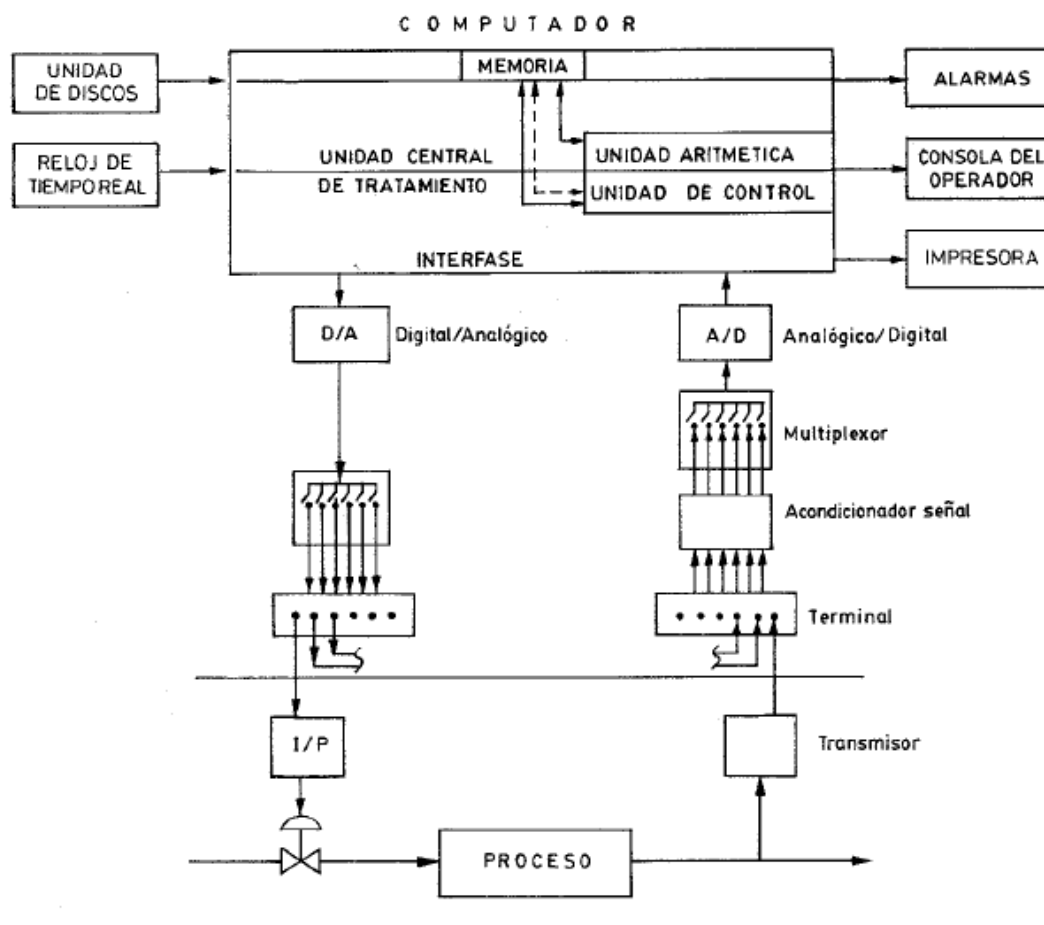 COMPUTADOR
UNIDAD
DE DISCOS
MEMORIA
ALARMAS
RELOJ DE
TIEMPO REAL
UNIDAD CENTRAL
DE TRATAMIENTO
UNIDAD ARITMETICA
UNIDAD DE CONTROL
CONSOLA DEL
OPERADOR
INTERFASE
IMPRESORA
D/A
Digital/Analógico
A/D
Analógico/Digital
Multiplexor
Acondicionador señal
Terminal
I/P
Transmisor
PROCESO